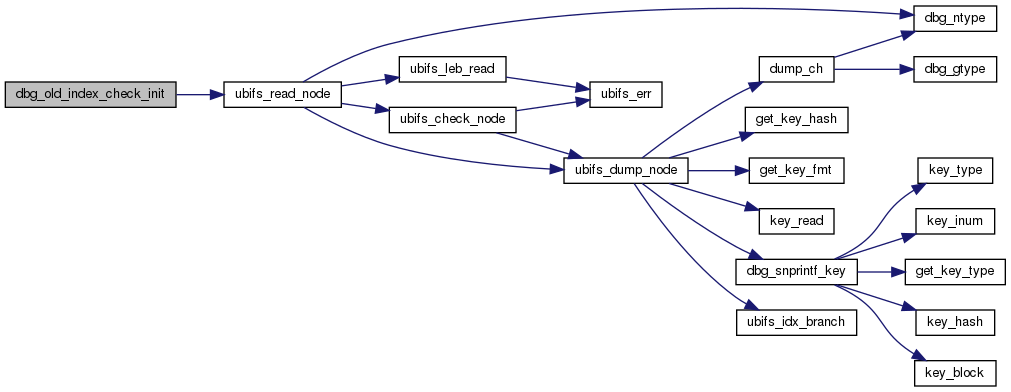 dbg_old_index_check_init
ubifs_read_node
ubifs_leb_read
ubifs_check_node
ubifs_err
ubifs_dump_node
dump_ch
dbg_ntype
dbg_gtype
get_key_hash
get_key_fmt
key_read
dbg_snprintf_key
ubifs_idx_branch
key_type
key_inum
get_key_type
key_hash
key_block